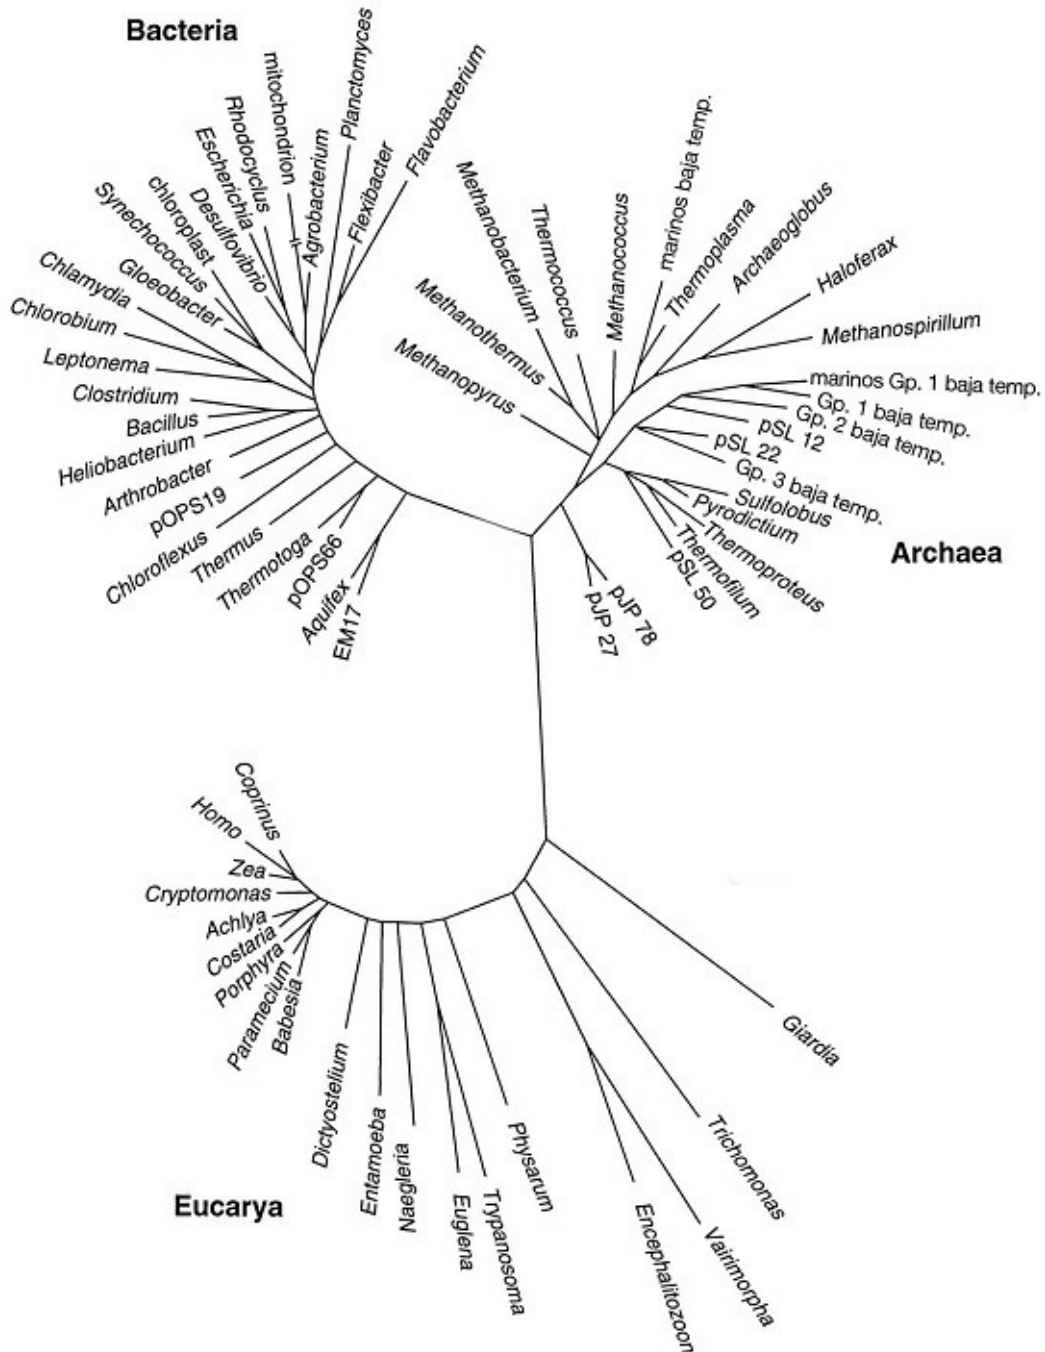 Bacteria
Planctomyces
mitochondrion
Flavobacterium
Rhodocyclus
Escherichia
Agrobacterium
Flexibacter
Desulfovibrio
chloroplast
Synechococcus
Gloeobacter
Chlamydia
Chlorobium
Leptonema
Clostridium
Bacillus
Heliobacterium
Arthrobacter
pOPS19
Chloroflexus
Thermus
Thermotoga
pOPS66
Aquifex
EM17
Methanopyrus
Methanothermus
Methanobacterium
Thermococcus
Methanococcus
marinos baja temp.
Thermoplasma
Archaeoglobus
Haloferax
Methanospirillum
marinos Gp. 1 baja temp.
Gp. 1 baja temp.
Gp. 2 baja temp.
pSL 12
pSL 22
Gp. 3 baja temp.
Sulfolobus
Pyrodictium
Thermoproteus
Thermofilum
pSL 50
pJP 78
pJP 27
Archaea
Coprinus
Homo
Zea
Cryptomonas
Achlya
Costaria
Porphyra
Paramecium
Babesia
Dictyostelium
Entamoeba
Naegleria
Euglena
Trypanosoma
Physarum
Encephalitozoon
Vairimorpha
Trichomonas
Giardia
Eucarya